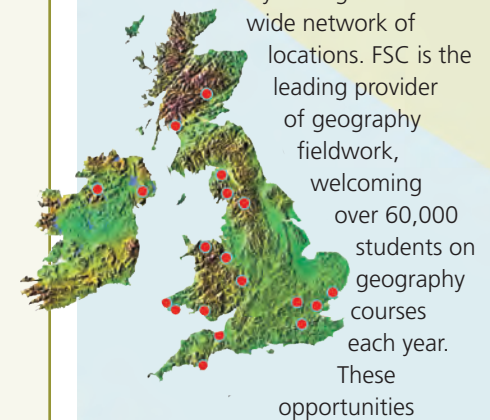 wide network of
locations. FSC is the
leading provider
of geography
fieldwork,
welcoming
over 60,000
students on
geography
courses
each year.
These
opportunities